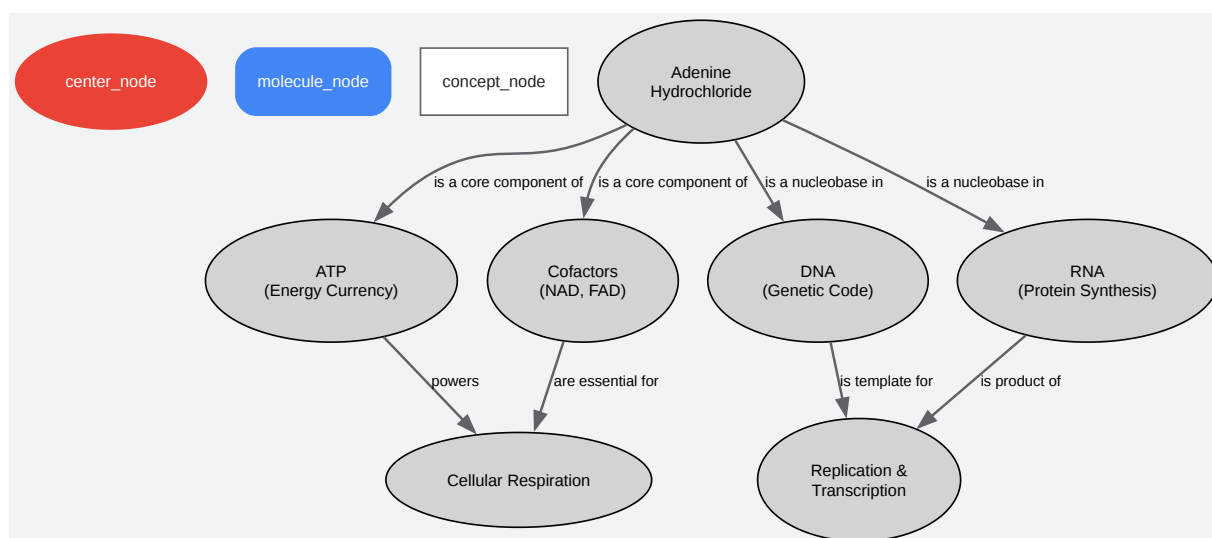 center_node
molecule_node
concept_node
Adenine
Hydrochloride
is a core component of
is a core component of
is a nucleobase in
is a nucleobase in
ATP
(Energy Currency)
Cofactors
(NAD, FAD)
DNA
(Genetic Code)
RNA
(Protein Synthesis)
powers
are essential for
is template for
is product of
Cellular Respiration
Replication &
Transcription